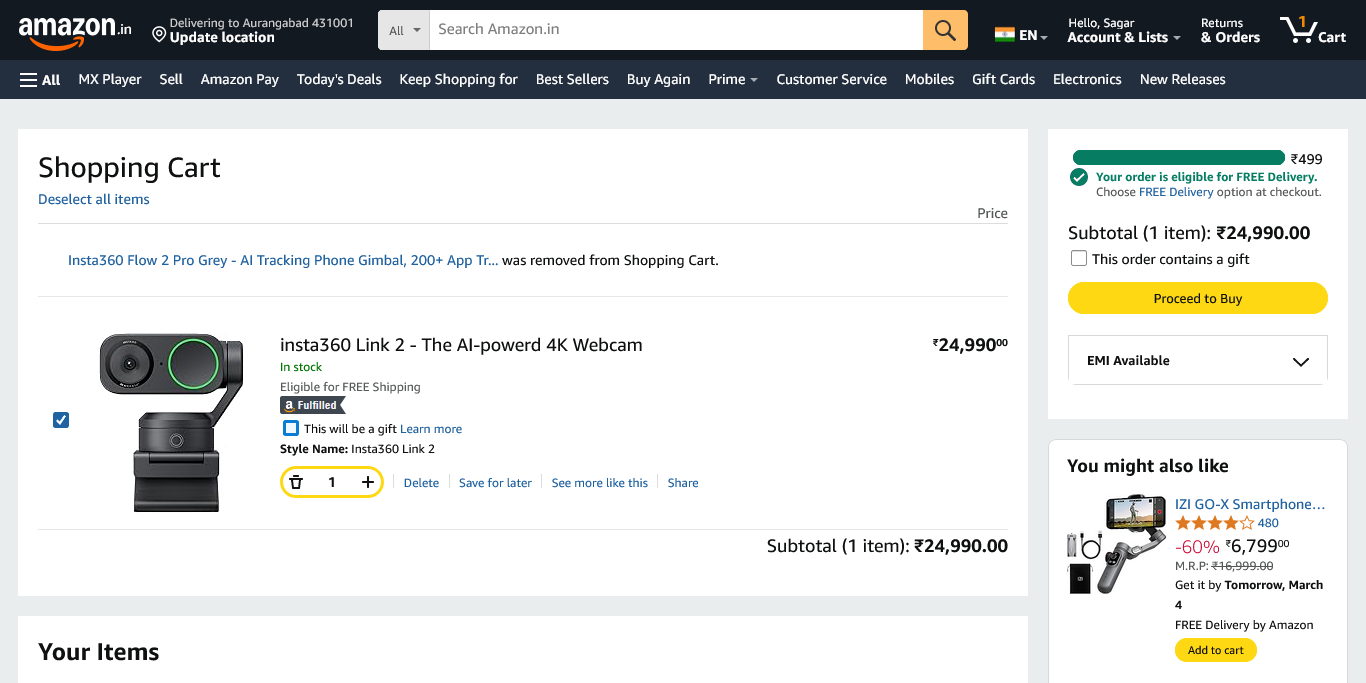 amazon.in
Delivering to Aurangabad 431001
Update location
All
Search Amazon.in
EN
Hello, Sagar
Account & Lists
Returns
& Orders
1
Cart
All
MX Player
Sell
Amazon Pay
Today's Deals
Keep Shopping for
Best Sellers
Buy Again
Prime
Customer Service
Mobiles
Gift Cards
Electronics
New Releases
Shopping Cart
Deselect all items
Price
Insta360 Flow 2 Pro Grey - AI Tracking Phone Gimbal, 200+ App Tr... was removed from Shopping Cart.
insta360 Link 2 - The AI-powerd 4K Webcam
₹24,99000
In stock
Eligible for FREE Shipping
a Fulfilled
This will be a gift Learn more
Style Name: Insta360 Link 2
1
Delete
Save for later
See more like this
Share
Subtotal (1 item): ₹24,990.00
Your Items
₹499
Your order is eligible for FREE Delivery.
Choose FREE Delivery option at checkout.
Subtotal (1 item): ₹24,990.00
This order contains a gift
Proceed to Buy
EMI Available
You might also like
IZI GO-X Smartphone...
480
-60% ₹6,79900
M.R.P: ₹16,999.00
Get it by Tomorrow, March
4
FREE Delivery by Amazon
Add to cart